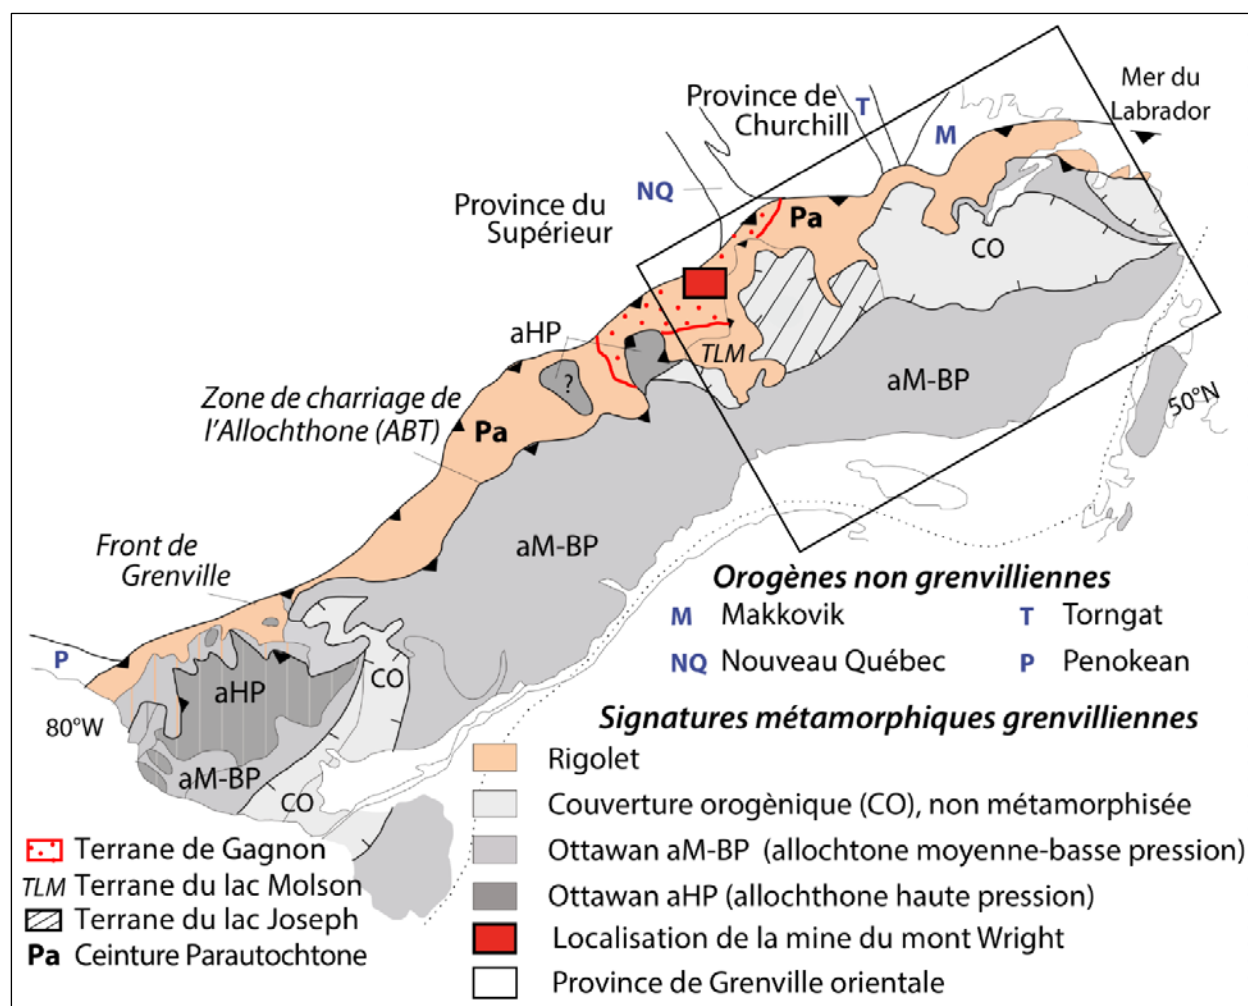 Mer du
Labrador
Province de
Churchill
T
M
NQ
Province du
Supérieur
Pa
CO
aHP
?
TLM
aM-BP
50°N
Zone de charriage de
l'Allochthone (ABT)
Pa
aM-BP
Front de
Grenville
P
80°W
aHP
CO
aM-BP
CO
Orogènes non grenvilliennes
M Makkovik T Torngat
NQ Nouveau Québec P Penokean
Signatures métamorphiques grenvilliennes
Rigolet
Couverture orogènique (CO), non métamorphisée
Ottawan aM-BP (allochtone moyenne-basse pression)
Ottawan aHP (allochthone haute pression)
Localisation de la mine du mont Wright
Province de Grenville orientale
Terrane de Gagnon
TLM Terrane du lac Molson
Terrane du lac Joseph
Pa Ceinture Parautochtone